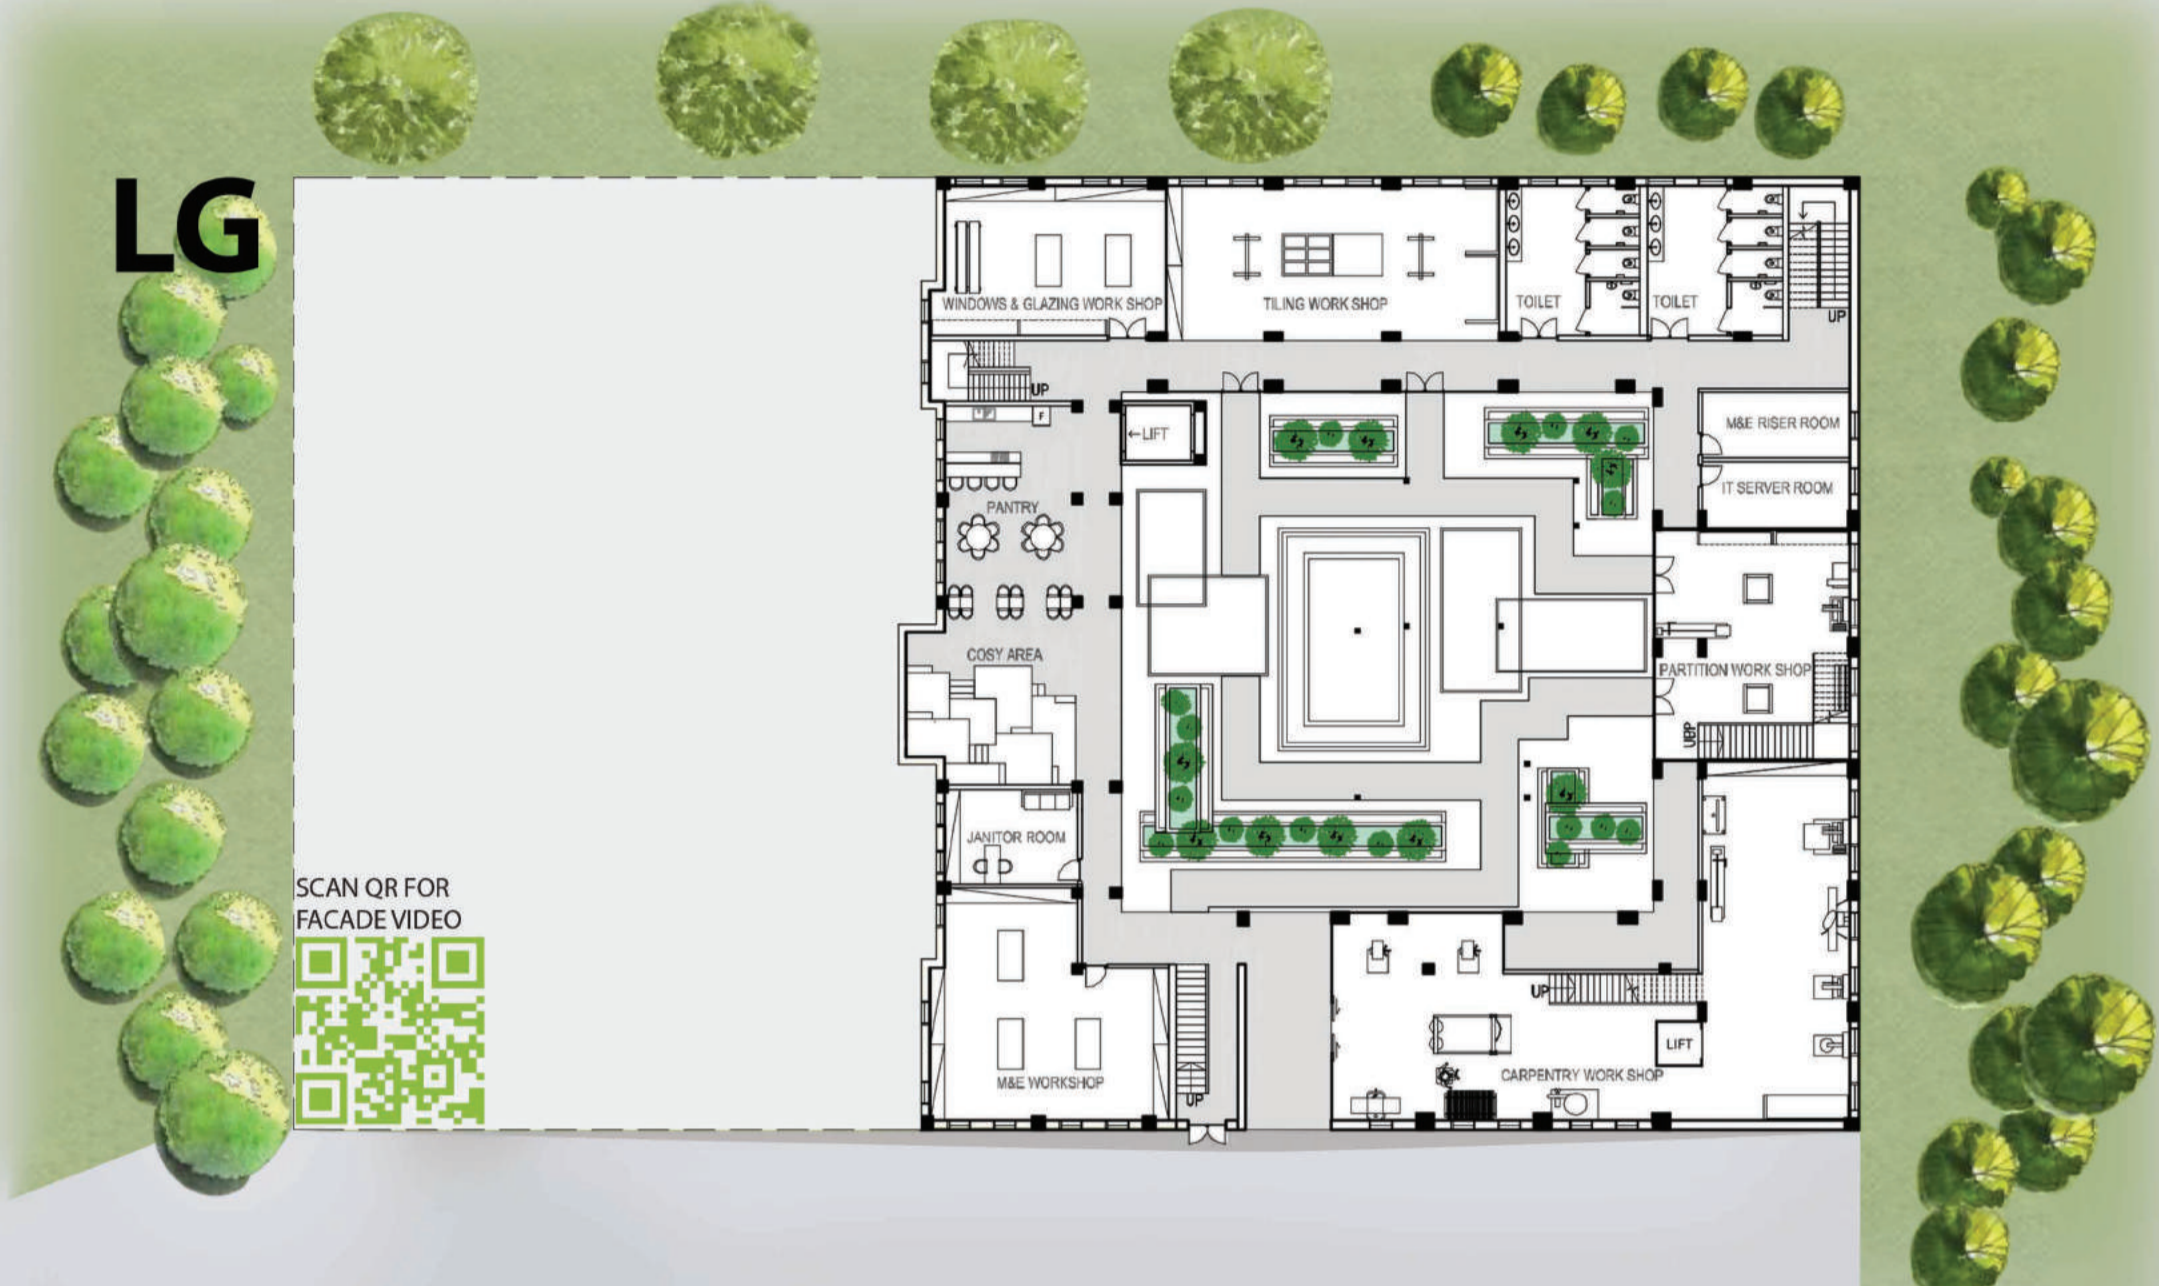 LG
WINDOWS & GLAZING WORK SHOP
TILING WORK SHOP
TOILET
TOILET
UP
UP
F
←LIFT
M&E RISER ROOM
IT SERVER ROOM
PANTRY
COSY AREA
PARTITION WORK SHOP
JANITOR ROOM
SCAN QR FOR
FACADE VIDEO
UP
LIFT
M&E WORKSHOP
CARPENTRY WORK SHOP
UP